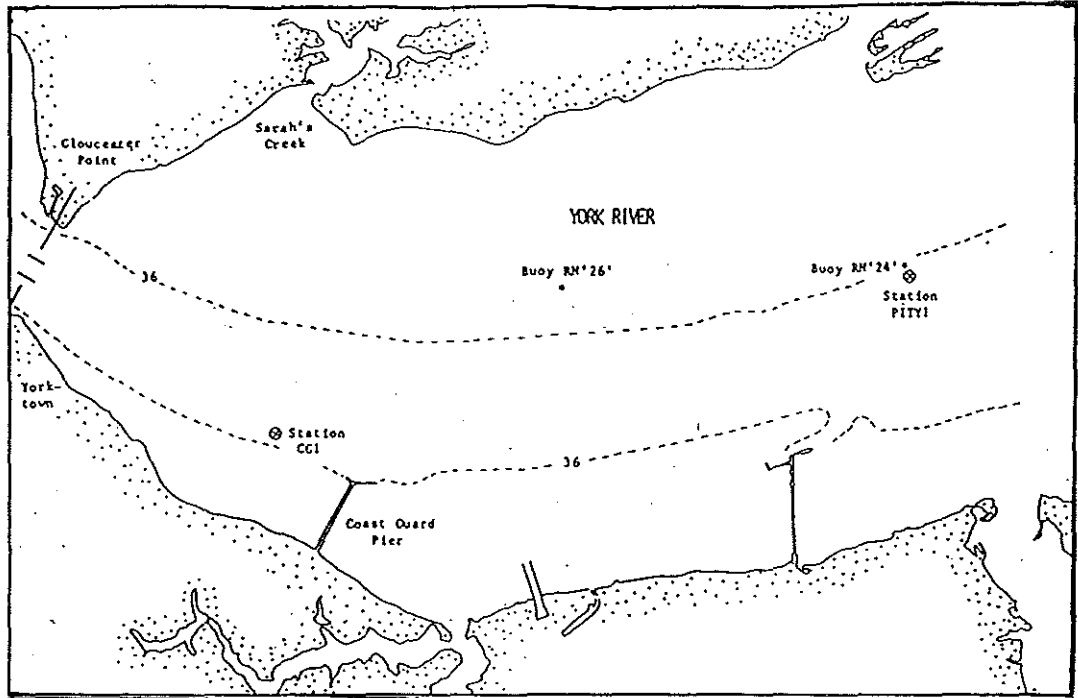 Sarah's
Creek
Gloucester
Point
YORK RIVER
36
Buoy RN'26'
Buoy RN'24'
Station
PITY1
York-
town
Station
CG1
36
Coast Guard
Pier